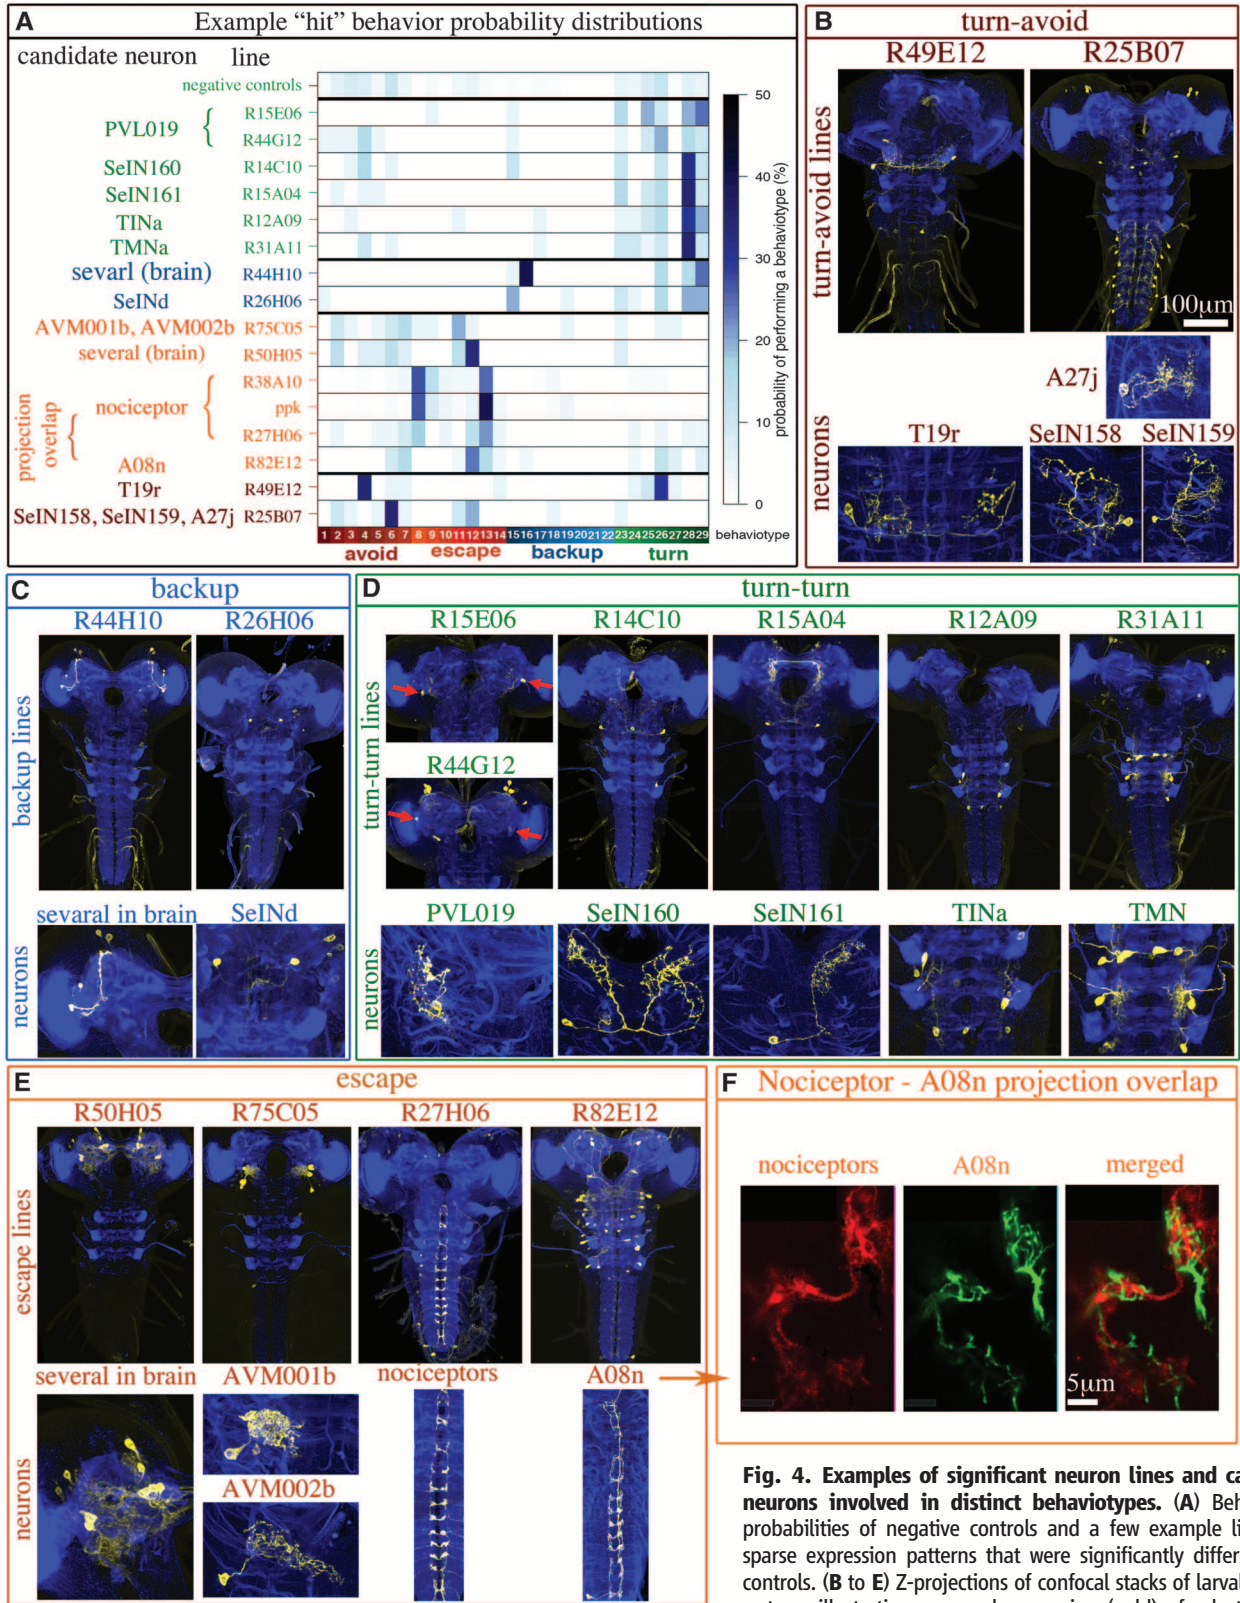 A
Example “hit” behavior probability distributions
candidate neuron line
negative controls
PVL019 { R15E06
R44G12
SeIN160 R14C10
SeIN161 R15A04
TINa R12A09
TMNa R31A11
sevarl (brain) R44H10
SeINd R26H06
AVM001b, AVM002b R75C05
several (brain) R50H05
nociceptor { R38A10
ppk
R27H06
projection overlap {
A08n R82E12
T19r R49E12
SeIN158, SeIN159, A27j R25B07
1 2 3 4 5 6 7 8 9 10 11 12 13 14 15 16 17 18 19 20 21 22 23 24 25 26 27 28 29 behaviotype
avoid escape backup turn
50
40
30
20
10
0
probability of performing a behaviotype (%)
B
turn-avoid
R49E12 R25B07
turn-avoid lines
100µm
A27j
neurons
T19r SeIN158 SeIN159
C
backup
R44H10 R26H06
backup lines
sevaral in brain SeINd
neurons
D
turn-turn
R15E06 R14C10 R15A04 R12A09 R31A11
turn-turn lines
R44G12
PVL019 SeIN160 SeIN161 TINa TMN
neurons
E
escape
R50H05 R75C05 R27H06 R82E12
escape lines
several in brain AVM001b nociceptors A08n
AVM002b
neurons
F
Nociceptor - A08n projection overlap
nociceptors A08n merged
5µm
Fig. 4. Examples of significant neuron lines and ca
neurons involved in distinct behaviotypes. (A) Beh
probabilities of negative controls and a few example li
sparse expression patterns that were significantly differ
controls. (B to E) Z-projections of confocal stacks of larval